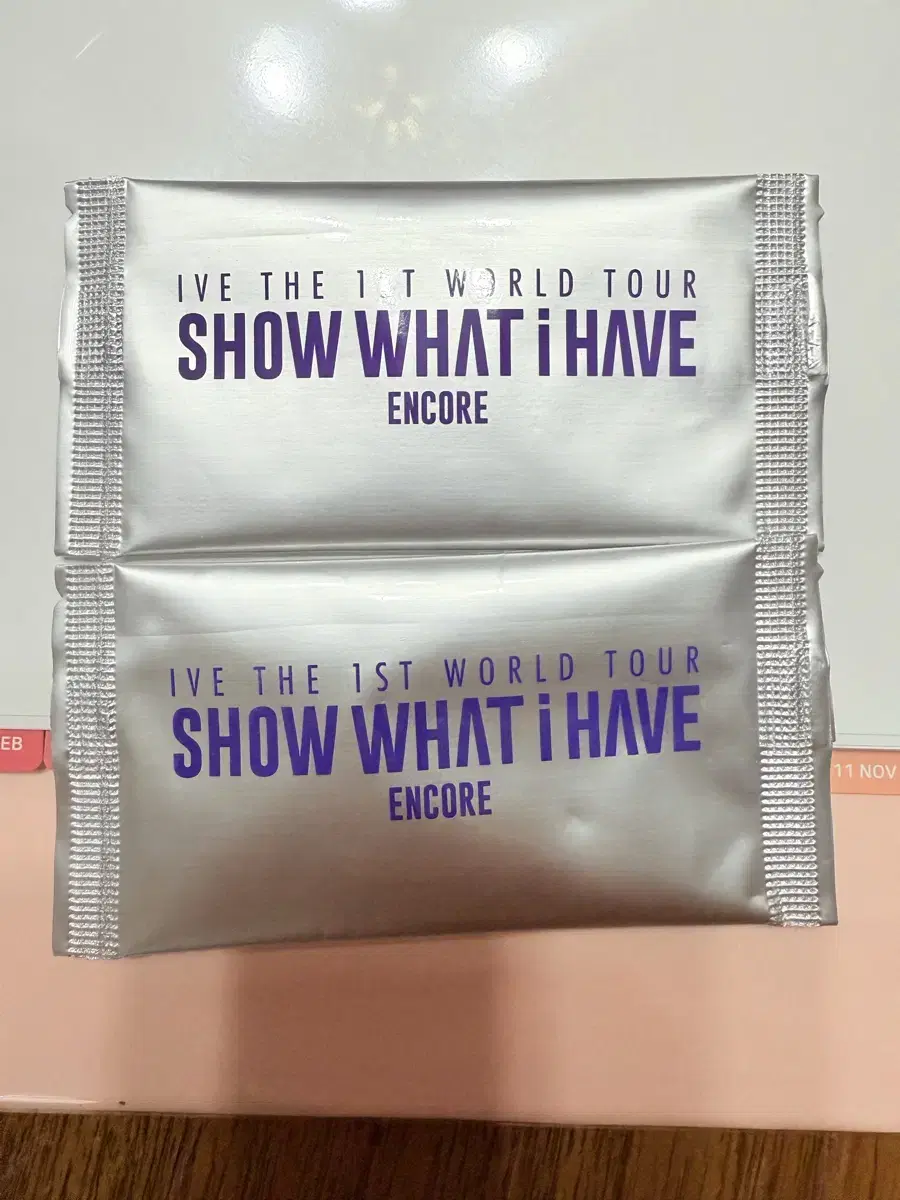 IVE THE 1ST WORLD TOUR
SHOW WHAT i HAVE
ENCORE
IVE THE 1ST WORLD TOUR
SHOW WHAT i HAVE
ENCORE
EB
11 NOV